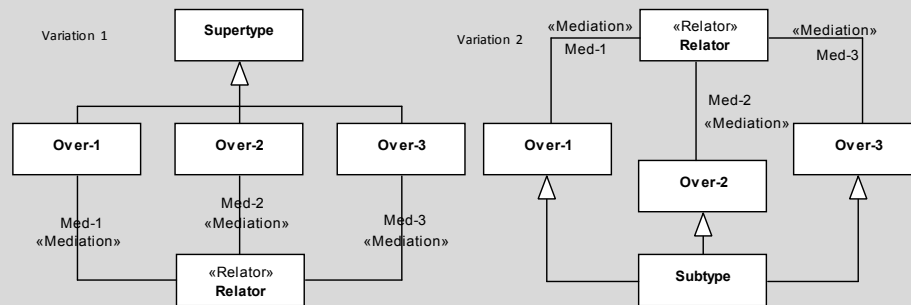 Variation 1
Supertype
Over-1
Over-2
Over-3
Med-1
«Mediation»
Med-2
«Mediation»
Med-3
«Mediation»
«Relator»
Relator
Variation 2
«Mediation»
Med-1
«Relator»
Relator
«Mediation»
Med-3
Med-2
«Mediation»
Over-1
Over-2
Over-3
Subtype